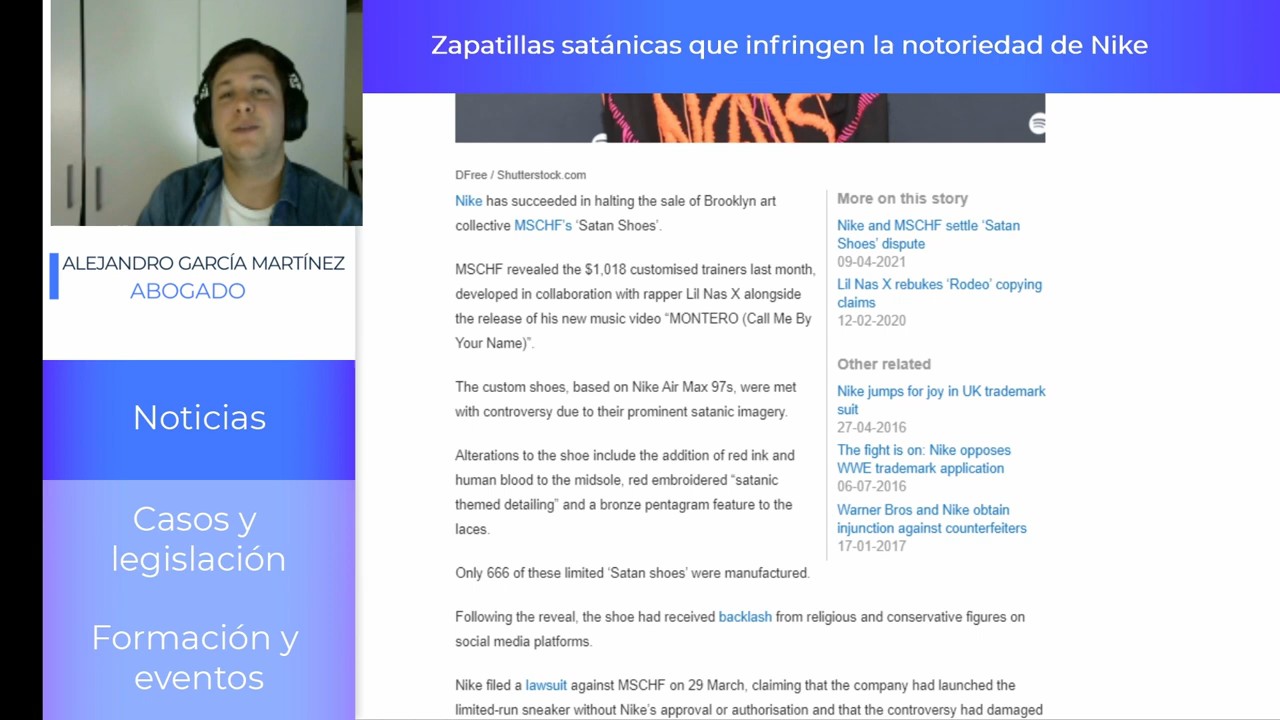 Zapatillas satánicas que infringen la notoriedad de Nike
ALEJANDRO GARCÍA MARTÍNEZ
ABOGADO
Noticias
Casos y
legislación
Formación y
eventos
NAS
DFree / Shutterstock.com
Nike has succeeded in halting the sale of Brooklyn art
collective MSCHF's ‘Satan Shoes’.
MSCHF revealed the $1,018 customised trainers last month,
developed in collaboration with rapper Lil Nas X alongside
the release of his new music video “MONTERO (Call Me By
Your Name)”.
The custom shoes, based on Nike Air Max 97s, were met
with controversy due to their prominent satanic imagery.
Alterations to the shoe include the addition of red ink and
human blood to the midsole, red embroidered “satanic
themed detailing” and a bronze pentagram feature to the
laces.
Only 666 of these limited ‘Satan shoes’ were manufactured.
Following the reveal, the shoe had received backlash from religious and conservative figures on
social media platforms.
Nike filed a lawsuit against MSCHF on 29 March, claiming that the company had launched the
limited-run sneaker without Nike’s approval or authorisation and that the controversy had damaged
More on this story
Nike and MSCHF settle ‘Satan
Shoes’ dispute
09-04-2021
Lil Nas X rebukes ‘Rodeo’ copying
claims
12-02-2020
Other related
Nike jumps for joy in UK trademark
suit
27-04-2016
The fight is on: Nike opposes
WWE trademark application
06-07-2016
Warner Bros and Nike obtain
injunction against counterfeiters
17-01-2017